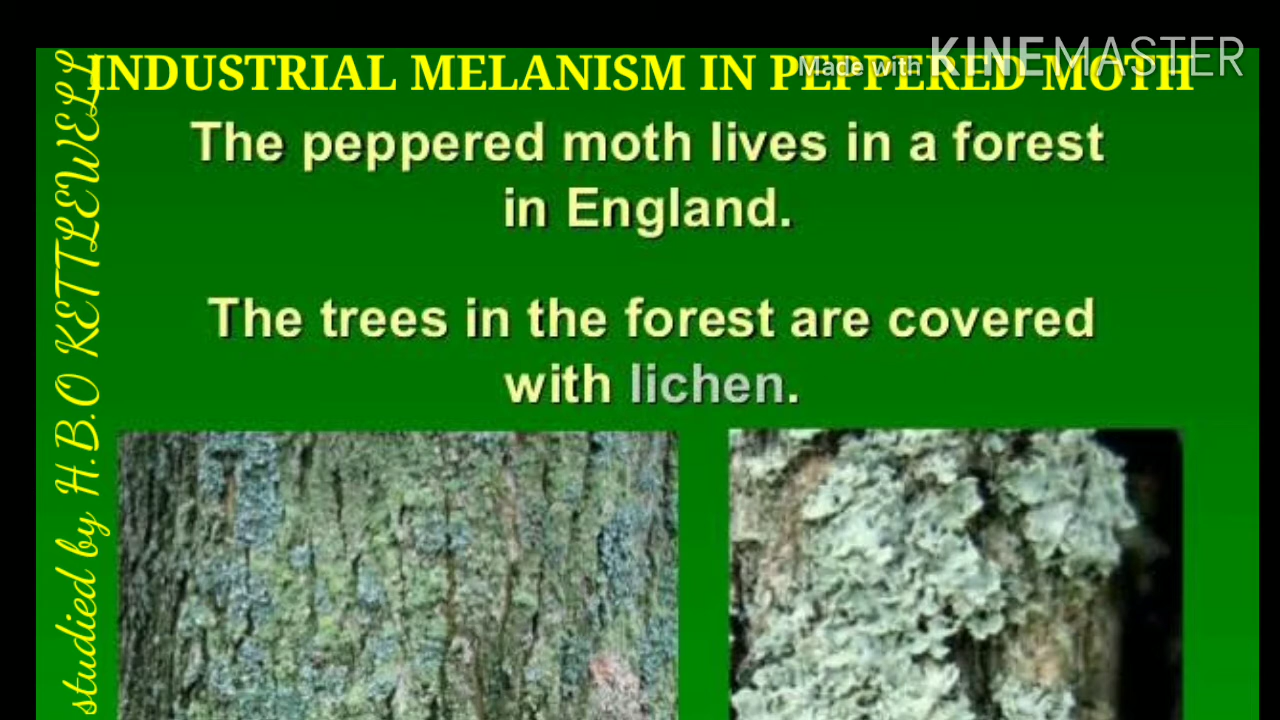 INDUSTRIAL MELANISM IN PEPPERED MOTH
Made with KINEMASTER
The peppered moth lives in a forest
in England.
The trees in the forest are covered
with lichen.
studied by H.B.O KETTLEWELL